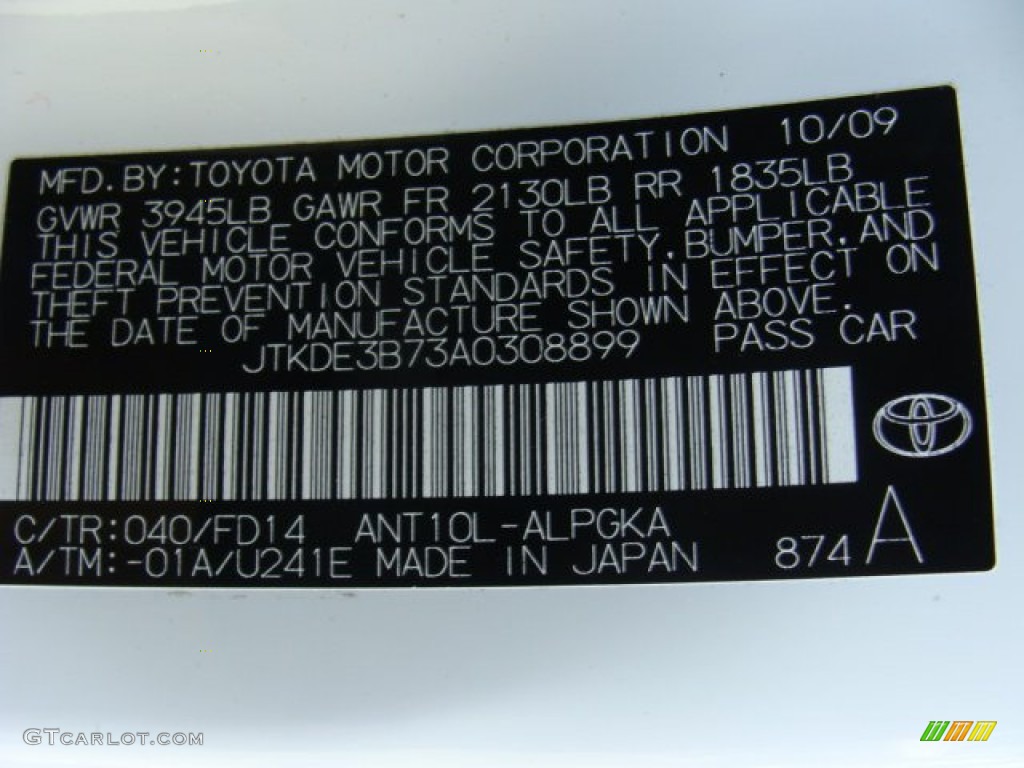 MFD.BY:TOYOTA MOTOR CORPORATION 10/09
GVWR 3945LB GAWR FR 2130LB RR 1835LB
THIS VEHICLE CONFORMS TO ALL APPLICABLE
FEDERAL MOTOR VEHICLE SAFETY,BUMPER,AND
THEFT PREVENTION STANDARDS IN EFFECT ON
THE DATE OF MANUFACTURE SHOWN ABOVE.
JTKDE3B73A0308899 PASS CAR
C/TR:040/FD14 ANT10L-ALPGKA
A/TM:-01A/U241E MADE IN JAPAN 874 A
GTCARLOT.COM